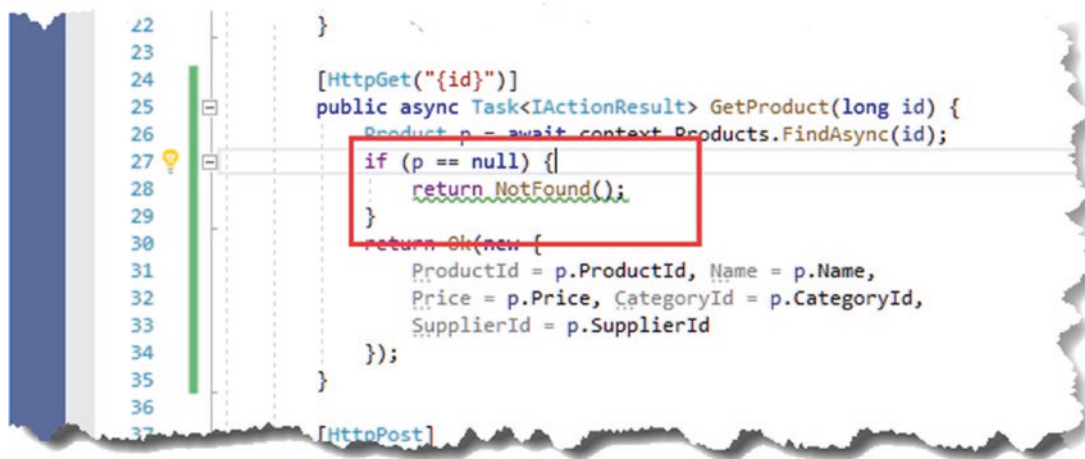 22 }
23
24 [HttpGet("{id}")]
25 public async Task<IActionResult> GetProduct(long id) {
26 Product p = await context.Products.FindAsync(id);
27 if (p == null) {
28 return NotFound();
29 }
30 return Ok(new {
31 ProductId = p.ProductId, Name = p.Name,
32 Price = p.Price, CategoryId = p.CategoryId,
33 SupplierId = p.SupplierId
34 });
35 }
36
37 [HttpPost]